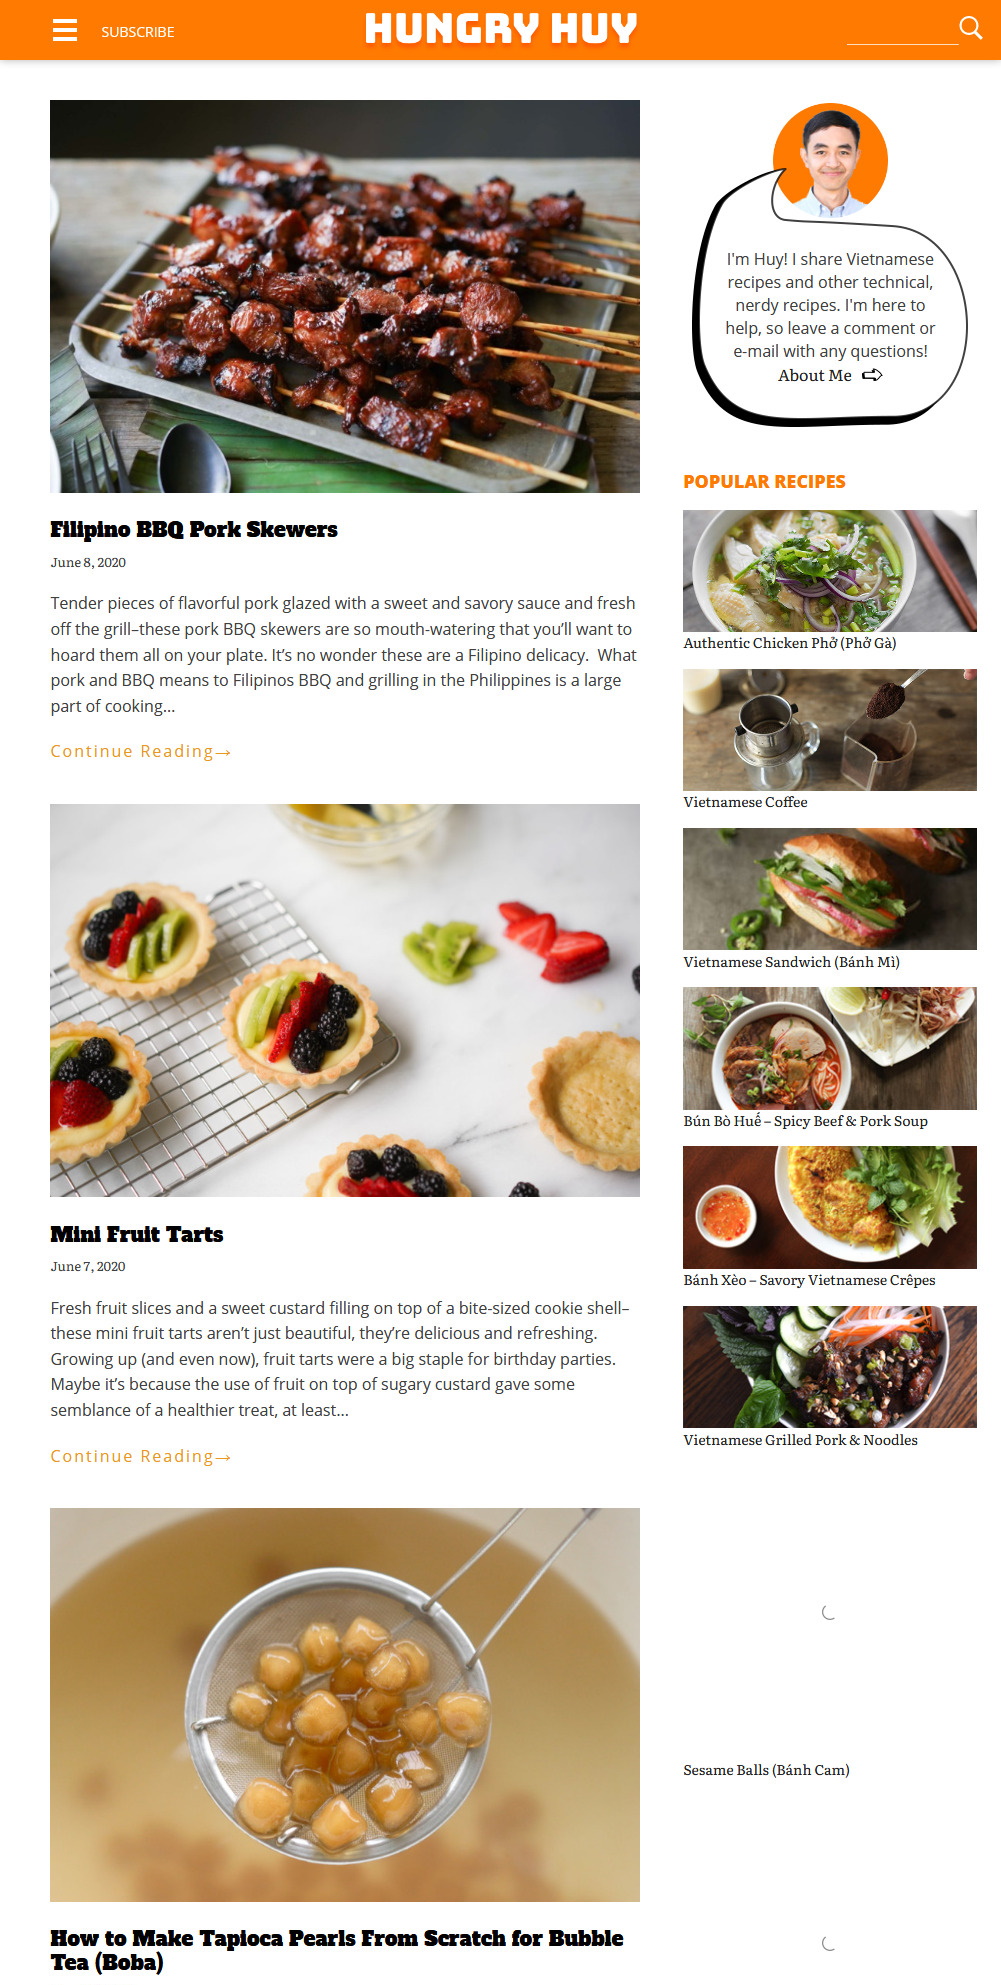 SUBSCRIBE
HUNGRY HUY
Filipino BBQ Pork Skewers
June 8, 2020
Tender pieces of flavorful pork glazed with a sweet and savory sauce and fresh
off the grill–these pork BBQ skewers are so mouth-watering that you’ll want to
hoard them all on your plate. It’s no wonder these are a Filipino delicacy.  What
pork and BBQ means to Filipinos BBQ and grilling in the Philippines is a large
part of cooking...
Continue Reading→
Mini Fruit Tarts
June 7, 2020
Fresh fruit slices and a sweet custard filling on top of a bite-sized cookie shell–
these mini fruit tarts aren’t just beautiful, they’re delicious and refreshing.
Growing up (and even now), fruit tarts were a big staple for birthday parties.
Maybe it’s because the use of fruit on top of sugary custard gave some
semblance of a healthier treat, at least...
Continue Reading→
How to Make Tapioca Pearls From Scratch for Bubble
Tea (Boba)
I'm Huy! I share Vietnamese
recipes and other technical,
nerdy recipes. I'm here to
help, so leave a comment or
e-mail with any questions!
About Me
POPULAR RECIPES
Authentic Chicken Phở (Phở Gà)
Vietnamese Coffee
Vietnamese Sandwich (Bánh Mì)
Bún Bò Huế – Spicy Beef & Pork Soup
Bánh Xèo – Savory Vietnamese Crêpes
Vietnamese Grilled Pork & Noodles
Sesame Balls (Bánh Cam)